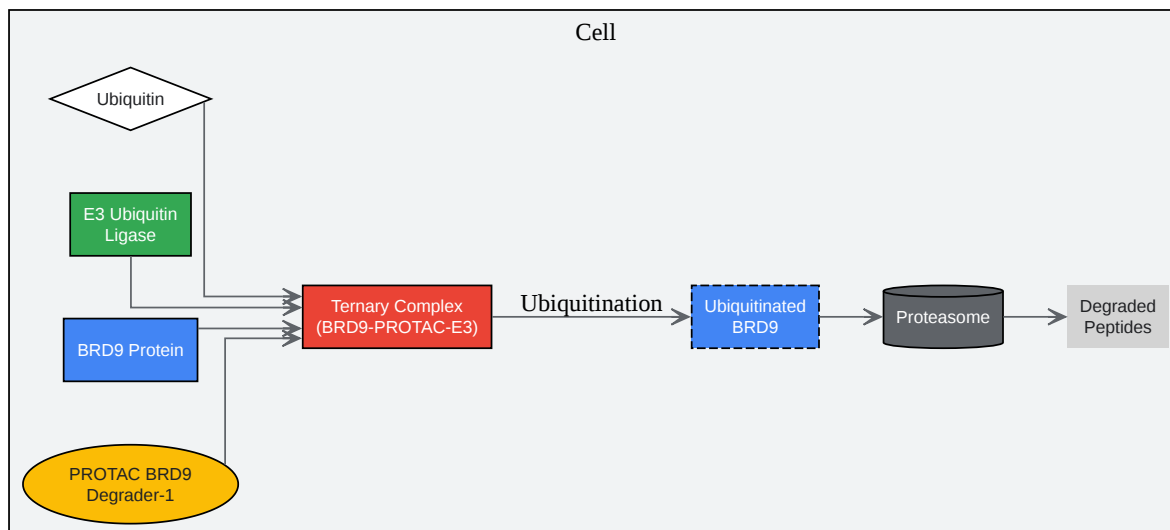 Cell
Ubiquitin
E3 Ubiquitin
Ligase
BRD9 Protein
PROTAC BRD9
Degrader-1
Ternary Complex
(BRD9-PROTAC-E3)
Ubiquitination
Ubiquitinated
BRD9
Proteasome
Degraded
Peptides